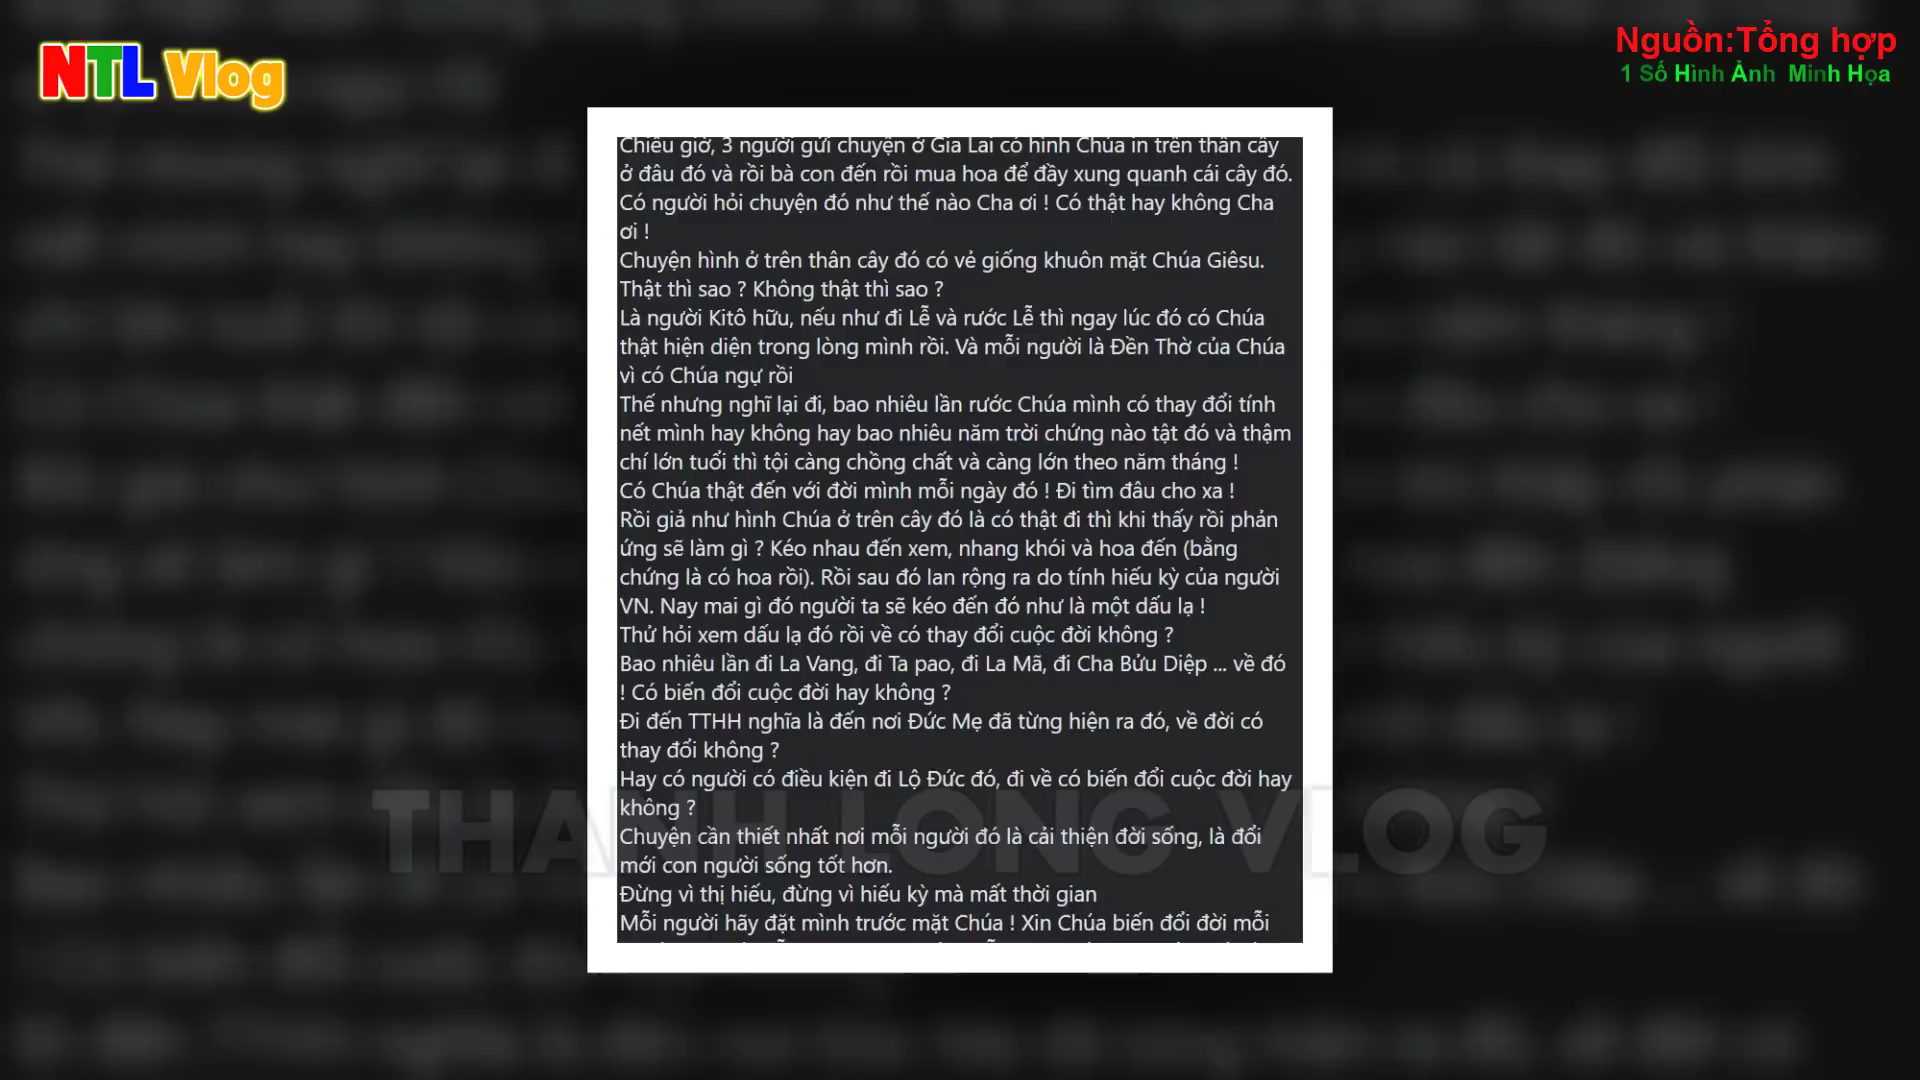 NTL Vlog
Nguồn:Tổng hợp
1 Số Hình Ảnh Minh Họa
Chiều giờ, 3 người gửi chuyện ở Gia Lai có hình Chúa in trên thân cây
ở đâu đó và rồi bà con đến rồi mua hoa để đầy xung quanh cái cây đó.
Có người hỏi chuyện đó như thế nào Cha ơi ! Có thật hay không Cha
ơi !
Chuyện hình ở trên thân cây đó có vẻ giống khuôn mặt Chúa Giêsu.
Thật thì sao ? Không thật thì sao ?
Là người Kitô hữu, nếu như đi Lễ và rước Lễ thì ngay lúc đó có Chúa
thật hiện diện trong lòng mình rồi. Và mỗi người là Đền Thờ của Chúa
vì có Chúa ngự rồi
Thế nhưng nghĩ lại đi, bao nhiêu lần rước Chúa mình có thay đổi tính
nết mình hay không hay bao nhiêu năm trời chứng nào tật đó và thậm
chí lớn tuổi thì tội càng chồng chất và càng lớn theo năm tháng !
Có Chúa thật đến với đời mình mỗi ngày đó ! Đi tìm đâu cho xa !
Rồi giả như hình Chúa ở trên cây đó là có thật đi thì khi thấy rồi phản
ứng sẽ làm gì ? Kéo nhau đến xem, nhang khói và hoa đến (bằng
chứng là có hoa rồi). Rồi sau đó lan rộng ra do tính hiếu kỳ của người
VN. Nay mai gì đó người ta sẽ kéo đến đó như là một dấu lạ !
Thử hỏi xem dấu lạ đó rồi về có thay đổi cuộc đời không ?
Bao nhiêu lần đi La Vang, đi Ta pao, đi La Mã, đi Cha Bửu Diệp ... về đó
! Có biến đổi cuộc đời hay không ?
Đi đến TTHH nghĩa là đến nơi Đức Mẹ đã từng hiện ra đó, về đời có
thay đổi không ?
Hay có người có điều kiện đi Lộ Đức đó, đi về có biến đổi cuộc đời hay
không ?
Chuyện cần thiết nhất nơi mỗi người đó là cải thiện đời sống, là đổi
mới con người sống tốt hơn.
Đừng vì thị hiếu, đừng vì hiếu kỳ mà mất thời gian
Mỗi người hãy đặt mình trước mặt Chúa ! Xin Chúa biến đổi đời mỗi
THANH LONG VLOG